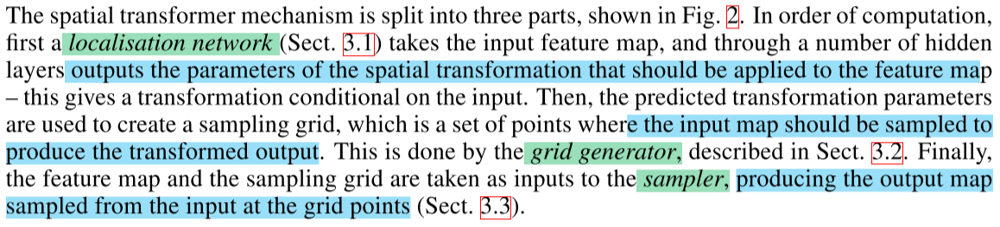 The spatial transformer mechanism is split into three parts, shown in Fig. 2. In order of computation,
first a localisation network (Sect. 3.1) takes the input feature map, and through a number of hidden
layers outputs the parameters of the spatial transformation that should be applied to the feature map
– this gives a transformation conditional on the input. Then, the predicted transformation parameters
are used to create a sampling grid, which is a set of points where the input map should be sampled to
produce the transformed output. This is done by the grid generator, described in Sect. 3.2. Finally,
the feature map and the sampling grid are taken as inputs to the sampler, producing the output map
sampled from the input at the grid points (Sect. 3.3).